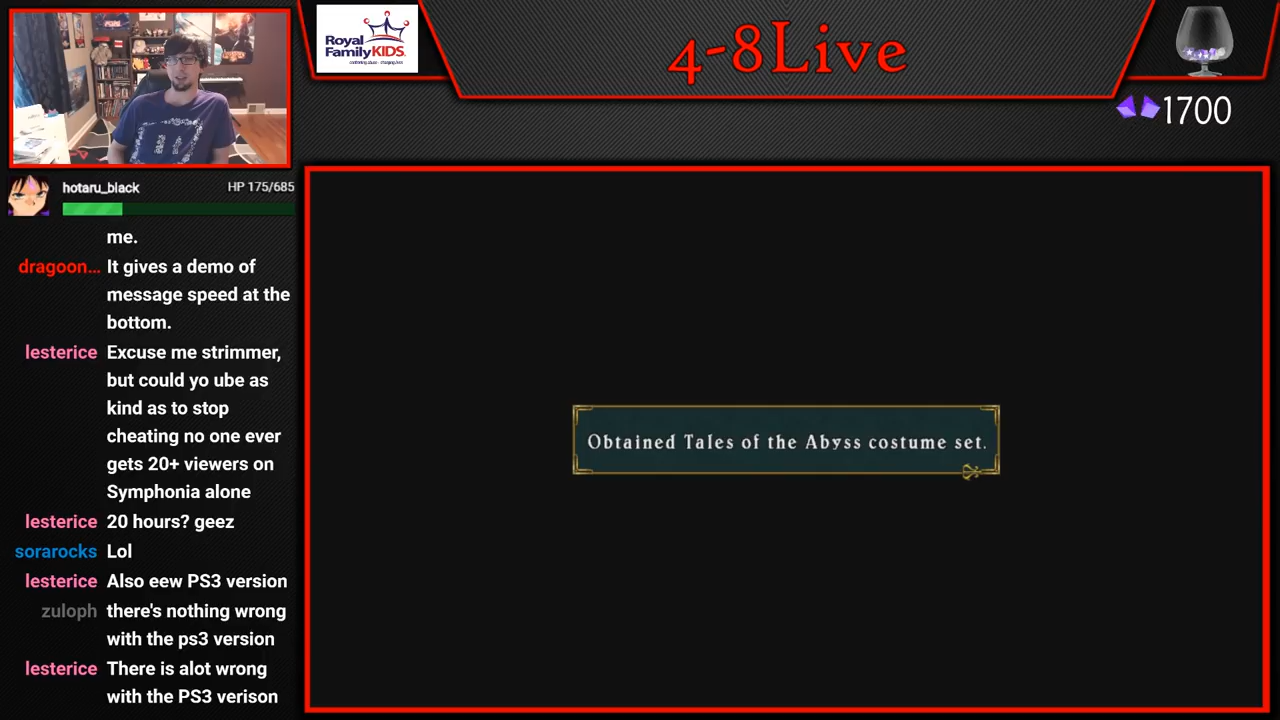 Royal
FamilyKIDS.
4-8Live
1700
hotaru_black
HP 175/685
me.
dragoon... It gives a demo of
message speed at the
bottom.
lesterice Excuse me strimmer,
but could yo ube as
kind as to stop
cheating no one ever
gets 20+ viewers on
Symphonia alone
lesterice 20 hours? geez
sorarocks Lol
lesterice Also eew PS3 version
zuloph there's nothing wrong
with the ps3 version
lesterice There is alot wrong
with the PS3 verison
Obtained Tales of the Abyss costume set.